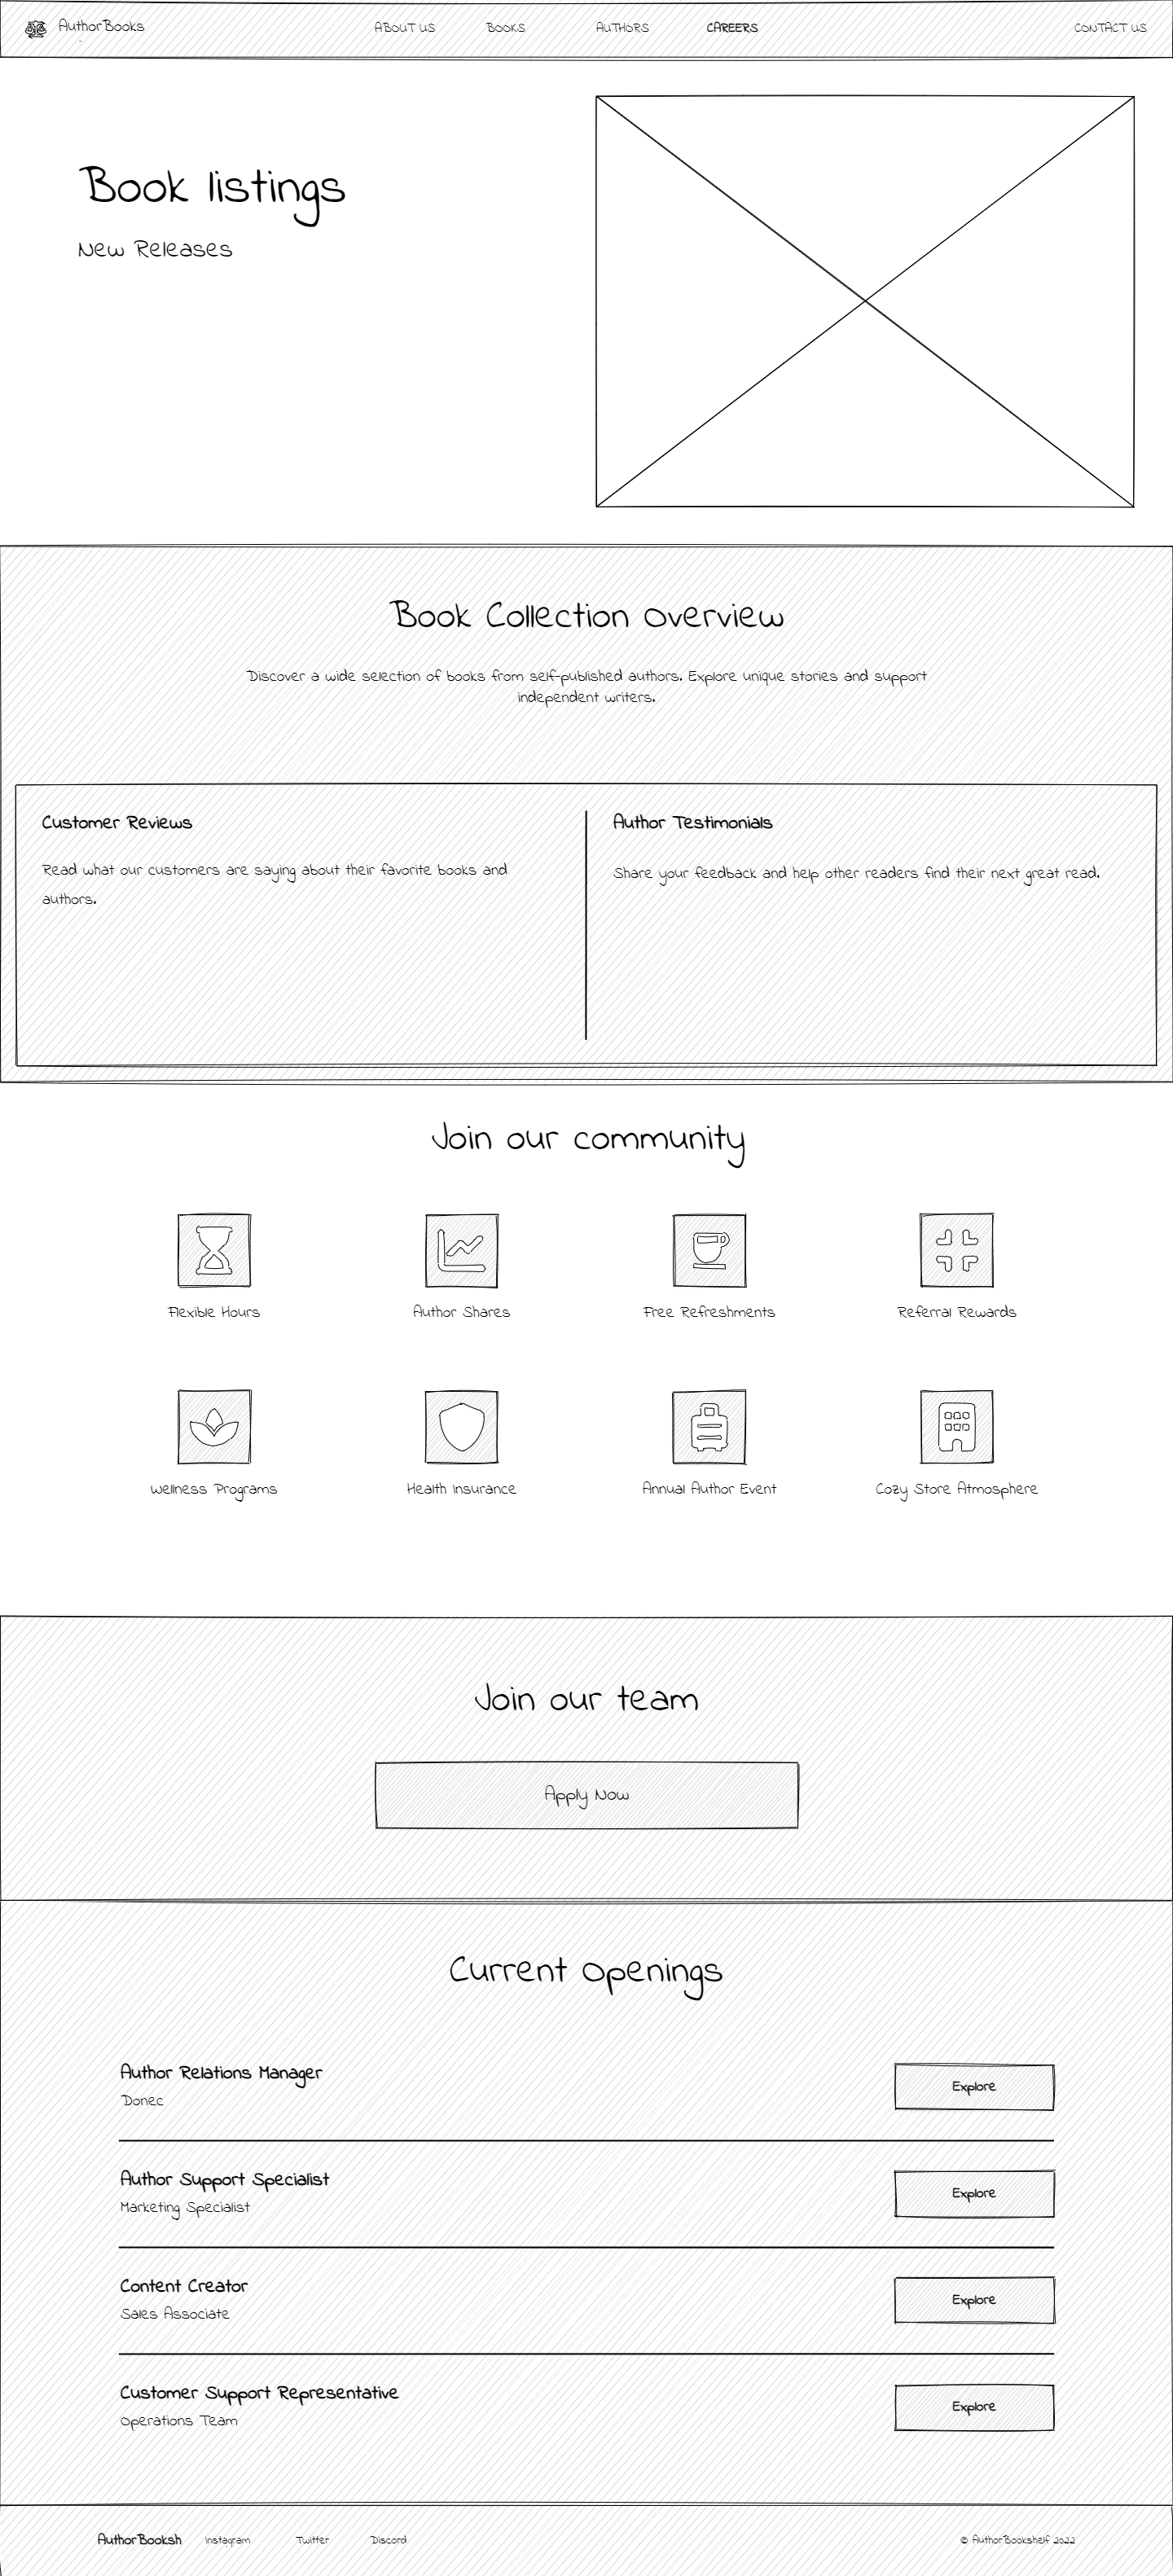 AuthorBooks
ABOUT US
BOOKS
AUTHORS
CAREERS
CONTACT US
Book listings
New Releases
Book Collection Overview
Discover a wide selection of books from self-published authors. Explore unique stories and support
independent writers.
Customer Reviews
Read what our customers are saying about their favorite books and
authors.
Author Testimonials
Share your feedback and help other readers find their next great read.
Join our community
Flexible Hours
Author Shares
Free Refreshments
Referral Rewards
Wellness Programs
Health Insurance
Annual Author Event
Cozy Store Atmosphere
Join our team
Apply Now
Current Openings
Author Relations Manager
Donec
Explore
Author Support Specialist
Marketing Specialist
Explore
Content Creator
Sales Associate
Explore
Customer Support Representative
Operations Team
Explore
AuthorBooksh
Instagram
Twitter
Discord
© AuthorBookshelf 2022